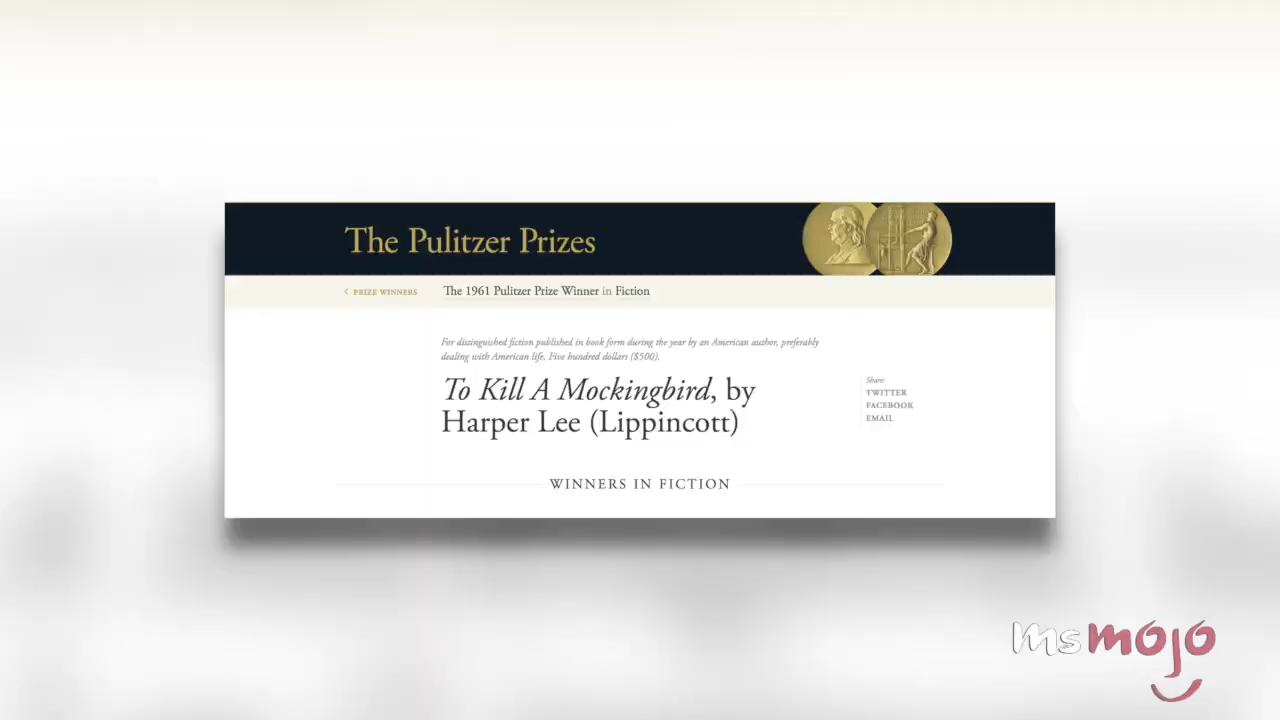 The Pulitzer Prizes
< PRIZE WINNERS
The 1961 Pulitzer Prize Winner in Fiction
For distinguished fiction published in book form during the year by an American author, preferably
dealing with American life, Five hundred dollars ($500).
To Kill A Mockingbird, by
Harper Lee (Lippincott)
Share:
TWITTER
FACEBOOK
EMAIL
WINNERS IN FICTION
msmojo